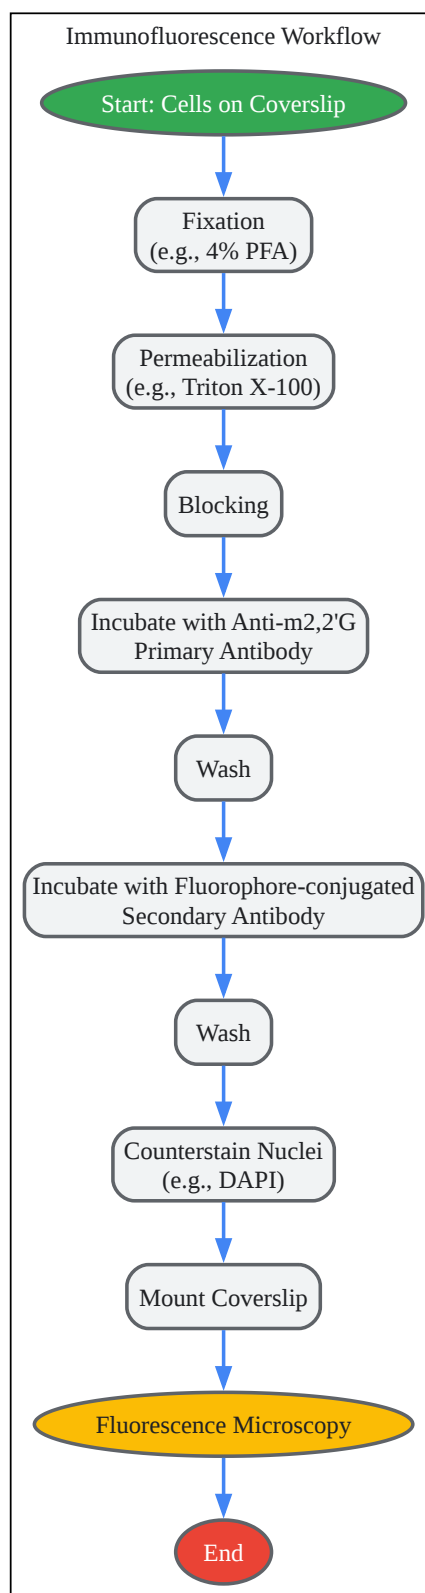 Immunofluorescence Workflow
Start: Cells on Coverslip
Fixation
(e.g., 4% PFA)
Permeabilization
(e.g., Triton X-100)
Blocking
Incubate with Anti-m2,2'G
Primary Antibody
Wash
Incubate with Fluorophore-conjugated
Secondary Antibody
Wash
Counterstain Nuclei
(e.g., DAPI)
Mount Coverslip
Fluorescence Microscopy
End